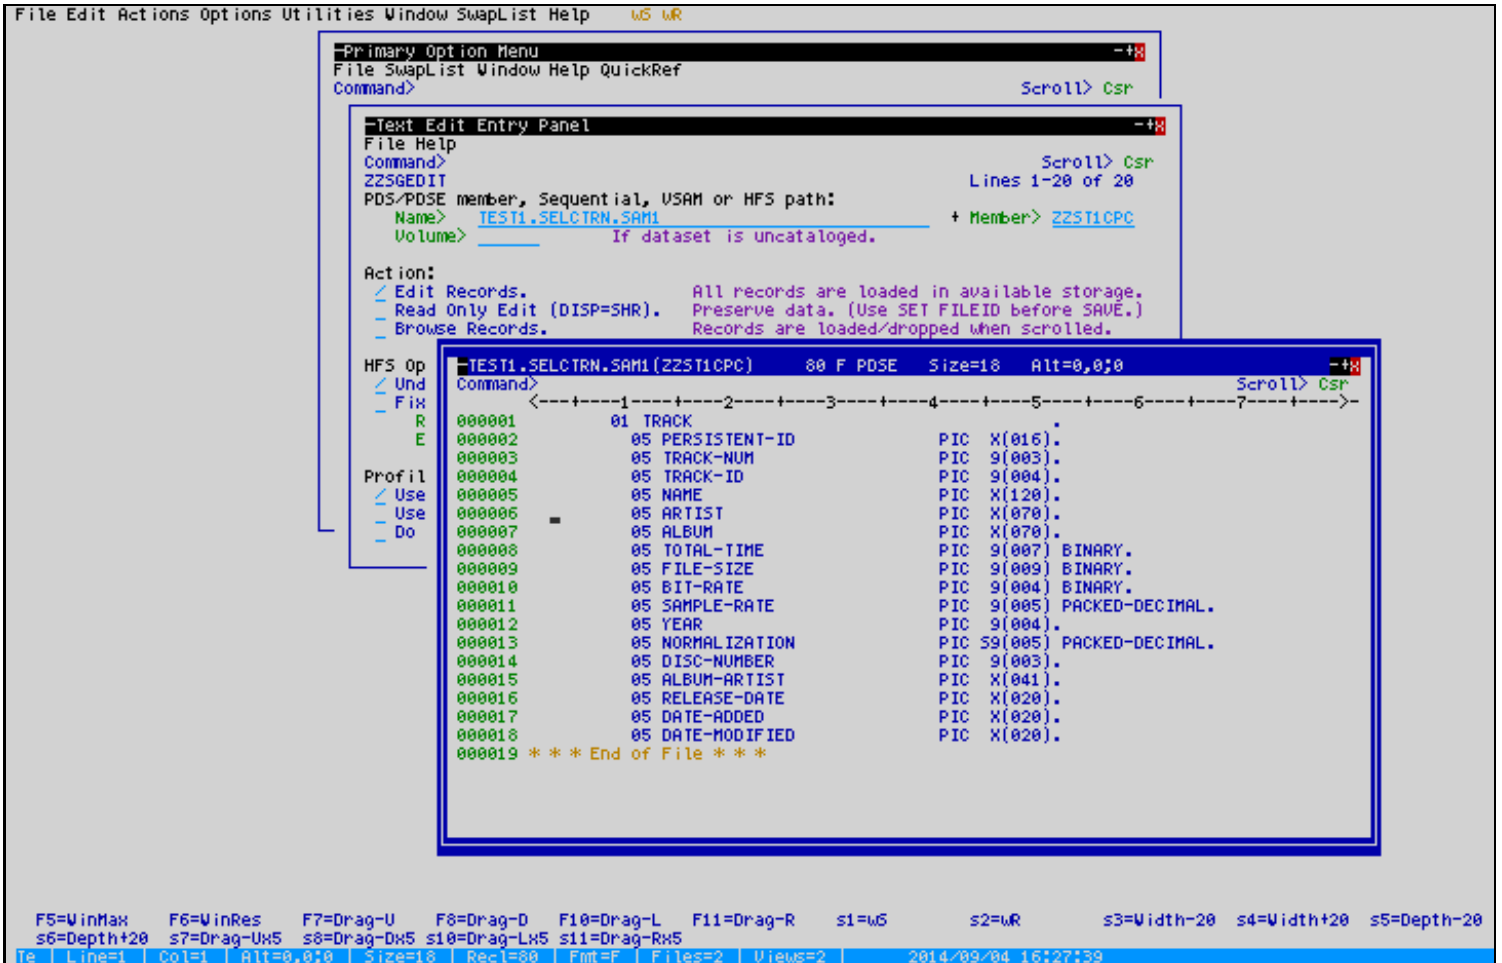 File Edit Actions Options Utilities Window SwapList Help    wS wR
-Primary Option Menu    -+x
File SwapList Window Help QuickRef
Command>    Scroll> Csr
-Text Edit Entry Panel    -+x
File Help
Command>    Scroll> Csr
ZZSGEDIT    Lines 1-20 of 20
PDS/PDSE member, Sequential, VSAM or HFS path:
Name> TEST1.SELCTRN.SAM1    + Member> ZZST1CPC
Volume>    If dataset is uncataloged.
Action:
/ Edit Records.    All records are loaded in available storage.
_ Read Only Edit (DISP=SHR).    Preserve data. (Use SET FILEID before SAVE.)
_ Browse Records.    Records are loaded/dropped when scrolled.
HFS Op
/ Und
_ Fix
R
E
Profil
/ Use
_ Use
_ Do
-TEST1.SELCTRN.SAM1(ZZST1CPC)    80 F PDSE    Size=18    Alt=0,0;0    -+x
Command>    Scroll> Csr
<---+----1----+----2----+----3----+----4----+----5----+----6----+----7----+---->-
000001    01 TRACK    .
000002    05 PERSISTENT-ID    PIC  X(016).
000003    05 TRACK-NUM    PIC  9(003).
000004    05 TRACK-ID    PIC  9(004).
000005    05 NAME    PIC  X(120).
000006    05 ARTIST    PIC  X(070).
000007    05 ALBUM    PIC  X(070).
000008    05 TOTAL-TIME    PIC  9(007) BINARY.
000009    05 FILE-SIZE    PIC  9(009) BINARY.
000010    05 BIT-RATE    PIC  9(004) BINARY.
000011    05 SAMPLE-RATE    PIC  9(005) PACKED-DECIMAL.
000012    05 YEAR    PIC  9(004).
000013    05 NORMALIZATION    PIC S9(005) PACKED-DECIMAL.
000014    05 DISC-NUMBER    PIC  9(003).
000015    05 ALBUM-ARTIST    PIC  X(041).
000016    05 RELEASE-DATE    PIC  X(020).
000017    05 DATE-ADDED    PIC  X(020).
000018    05 DATE-MODIFIED    PIC  X(020).
000019 * * * End of File * * *
F5=WinMax    F6=WinRes    F7=Drag-U    F8=Drag-D    F10=Drag-L    F11=Drag-R    s1=wS    s2=wR    s3=Width-20    s4=Width+20    s5=Depth-20
s6=Depth+20    s7=Drag-Ux5    s8=Drag-Dx5    s10=Drag-Lx5    s11=Drag-Rx5
Te | Line=1 | Col=1 | Alt=0,0;0 | Size=18 | Recl=80 | Fmt=F | Files=2 | Views=2 |    2014/09/04 16:27:39